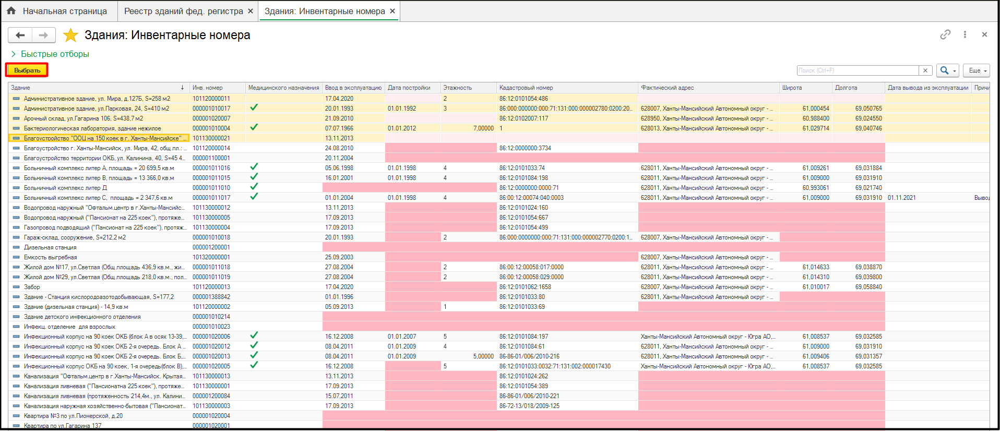 Начальная страница Реестр зданий фед. регистра × Здания: Инвентарные номера ×
Здания: Инвентарные номера
Быстрые отборы
Выбрать Поиск (Ctrl+F) × Еще
Здание ↓ Инв. номер Медицинского назначения Ввод в эксплуатацию Дата постройки Этажность Кадастровый номер Фактический адрес Широта Долгота Дата вывода из эксплуатации Причи
Административное здание, ул. Мира, д.127Б, S=258 м2 101120000011 17.04.2020 2 86:12:0101054:486
Административное здание, ул.Парковая, 24, S=410 м2 000001010017 20.01.1993 01.01.1992 3 86:000:000000:000:71:131:000:000002780:0200:20... 628007, Ханты-Мансийский Автономный округ - ... 61,000454 69,050765
Арочный склад, ул.Гагарина 106, S=438,7 м2 000001020007 21.09.2010 86:12:0102007:117 628950, Ханты-Мансийский Автономный округ - ... 60,988400 69,024550
Бактериологическая лаборатория, здание нежилое 000001010004 07.07.1966 01.01.2012 7,00000 1 628013, Ханты-Мансийский Автономный округ - ... 61,029714 69,040746
Благоустройство "ООЦ на 150 коек в г. Ханты-Мансийске" ... 101130000021 13.11.2013
Благоустройство г. Ханты-Мансийск, ул. Мира, 42, общ.пл.: ... 101120000014 24.08.2010 86:12:0000000:3734
Благоустройство территории ОКБ, ул. Калинина, 40, S=45 4... 000001100001 20.11.2004
Больничный комплекс литер А, площадь = 20 699,5 кв.м 000001011016 05.06.1998 01.01.1998 4 86:12:0101033:74 628011, Ханты-Мансийский Автономный округ - ... 61,009261 69,031884
Больничный комплекс литер В, площадь = 13 366,0 кв.м 000001011015 16.01.2001 01.01.1998 4 86:12:0101084:198 628011, Ханты-Мансийский Автономный округ - ... 61,009000 69,031910
Больничный комплекс литер Д 000001011010 86:12:0000000:0000:71 628011, Ханты-Мансийский Автономный округ - ... 60,993061 69,021740
Больничный комплекс литер С, площадь = 2 347,6 кв.м 000001011017 01.01.2004 01.01.1998 4 86:00:12:00074:040:0003 628011, Ханты-Мансийский Автономный округ - ... 61,009000 69,031910 01.11.2021 Вывод
Водопровод наружный "Офтальм.центр в г.Ханты-Мансийс... 101130000012 13.11.2013 86:12:0101024:160
Водопровод наружный ("Пансионат на 225 коек"), протяже... 101130000005 17.09.2013 86:12:0101054:667
Газопровод подводящий ("Пансионат на 225 коек"), протяж... 101130000004 17.09.2013 86:12:0101054:499
Гараж-склад, сооружение, S=212,2 м2 000001010018 20.01.1993 2 86:000:0000000:000:71:131:000:000002770:0200:1... 628007, Ханты-Мансийский Автономный округ - ...
Дизельная станция 000001200001
Емкость выгребная 101320000001 25.09.2003 628007, Ханты-Мансийский Автономный округ - ...
Жилой дом №17, ул.Светлая (Общ.площадь 436,9 кв.м., жи... 000001011018 27.08.2004 2 86:00:12:00058:017:0000 628011, Ханты-Мансийский Автономный округ - ... 61,014633 69,038870
Жилой дом №29, ул.Светлая (Общ.площадь 218,0 кв.м., пол... 000001011019 27.08.2004 2 86:00:12:00058:029:0000 628011, Ханты-Мансийский Автономный округ - ... 61,014310 69,039800
Забор 101120000013 17.04.2020 86:12:0101062:1658 628007, Ханты-Мансийский Автономный округ - ... 61,010017 69,058840
Здание - Станция кислородоазотодобывающая, S=177,2 000001388842 01.01.1996 86:12:0101033:80 628011, Ханты-Мансийский Автономный округ - ...
Здание (дизельная станция) - 14,9 кв.м 101120000002 05.09.2013 1 86:12:0101033:69
Здание детского инфекционного отделения 000001010214
Инфекц. отделение для взрослых 000001010023
Инфекционный корпус на 90 коек ОКБ (блок А в осях 13-39,... 000001020006 16.12.2008 01.01.2007 5 86:12:0101084:197 Ханты-Мансийский Автономный округ - Югра АО,... 61,008537 69,032585
Инфекционный корпус на 90 коек ОКБ 2-я очередь. Блок А ... 000001020012 08.04.2011 01.01.2009 4 86:12:0101084:61 628011, Ханты-Мансийский Автономный округ - ... 61,009000 69,031910
Инфекционный корпус на 90 коек ОКБ 2-я очередь. Блок Б,... 000001020013 08.04.2011 01.01.2009 5,00000 86-86-01/006/2010-216 628011, Ханты-Мансийский Автономный округ - ... 61,009406 69,031357
Инфекционный корпус ОКБ на 90 коек, 1-я очередь(блок В),... 000001020005 16.12.2008 5 86:12:0101033:0032:71:131:002:000017430 Ханты-Мансийский Автономный округ - Югра АО,... 61,008537 69,032585
Канализация "Офтальм.центр в г.Ханты-Мансийск. Крытая... 101130000013 13.11.2013 86:12:0101024:262
Канализация ливневая ("Пансионатна 225 коек"), протяже... 101130000001 17.09.2013 86:12:0101054:389
Канализация ливневая (протяженность 214,4м., ул. Калини... 000001200084 15.07.2011 86-86-01/006/2010-221
Канализация наружная хозяйственно-бытовая ("Пансионат... 101130000003 17.09.2013 86-72-13/018/2009-125
Квартира №3 по ул.Пионерской, д.20 000001020004
Квартира по ул.Гагарина 137 000001020001